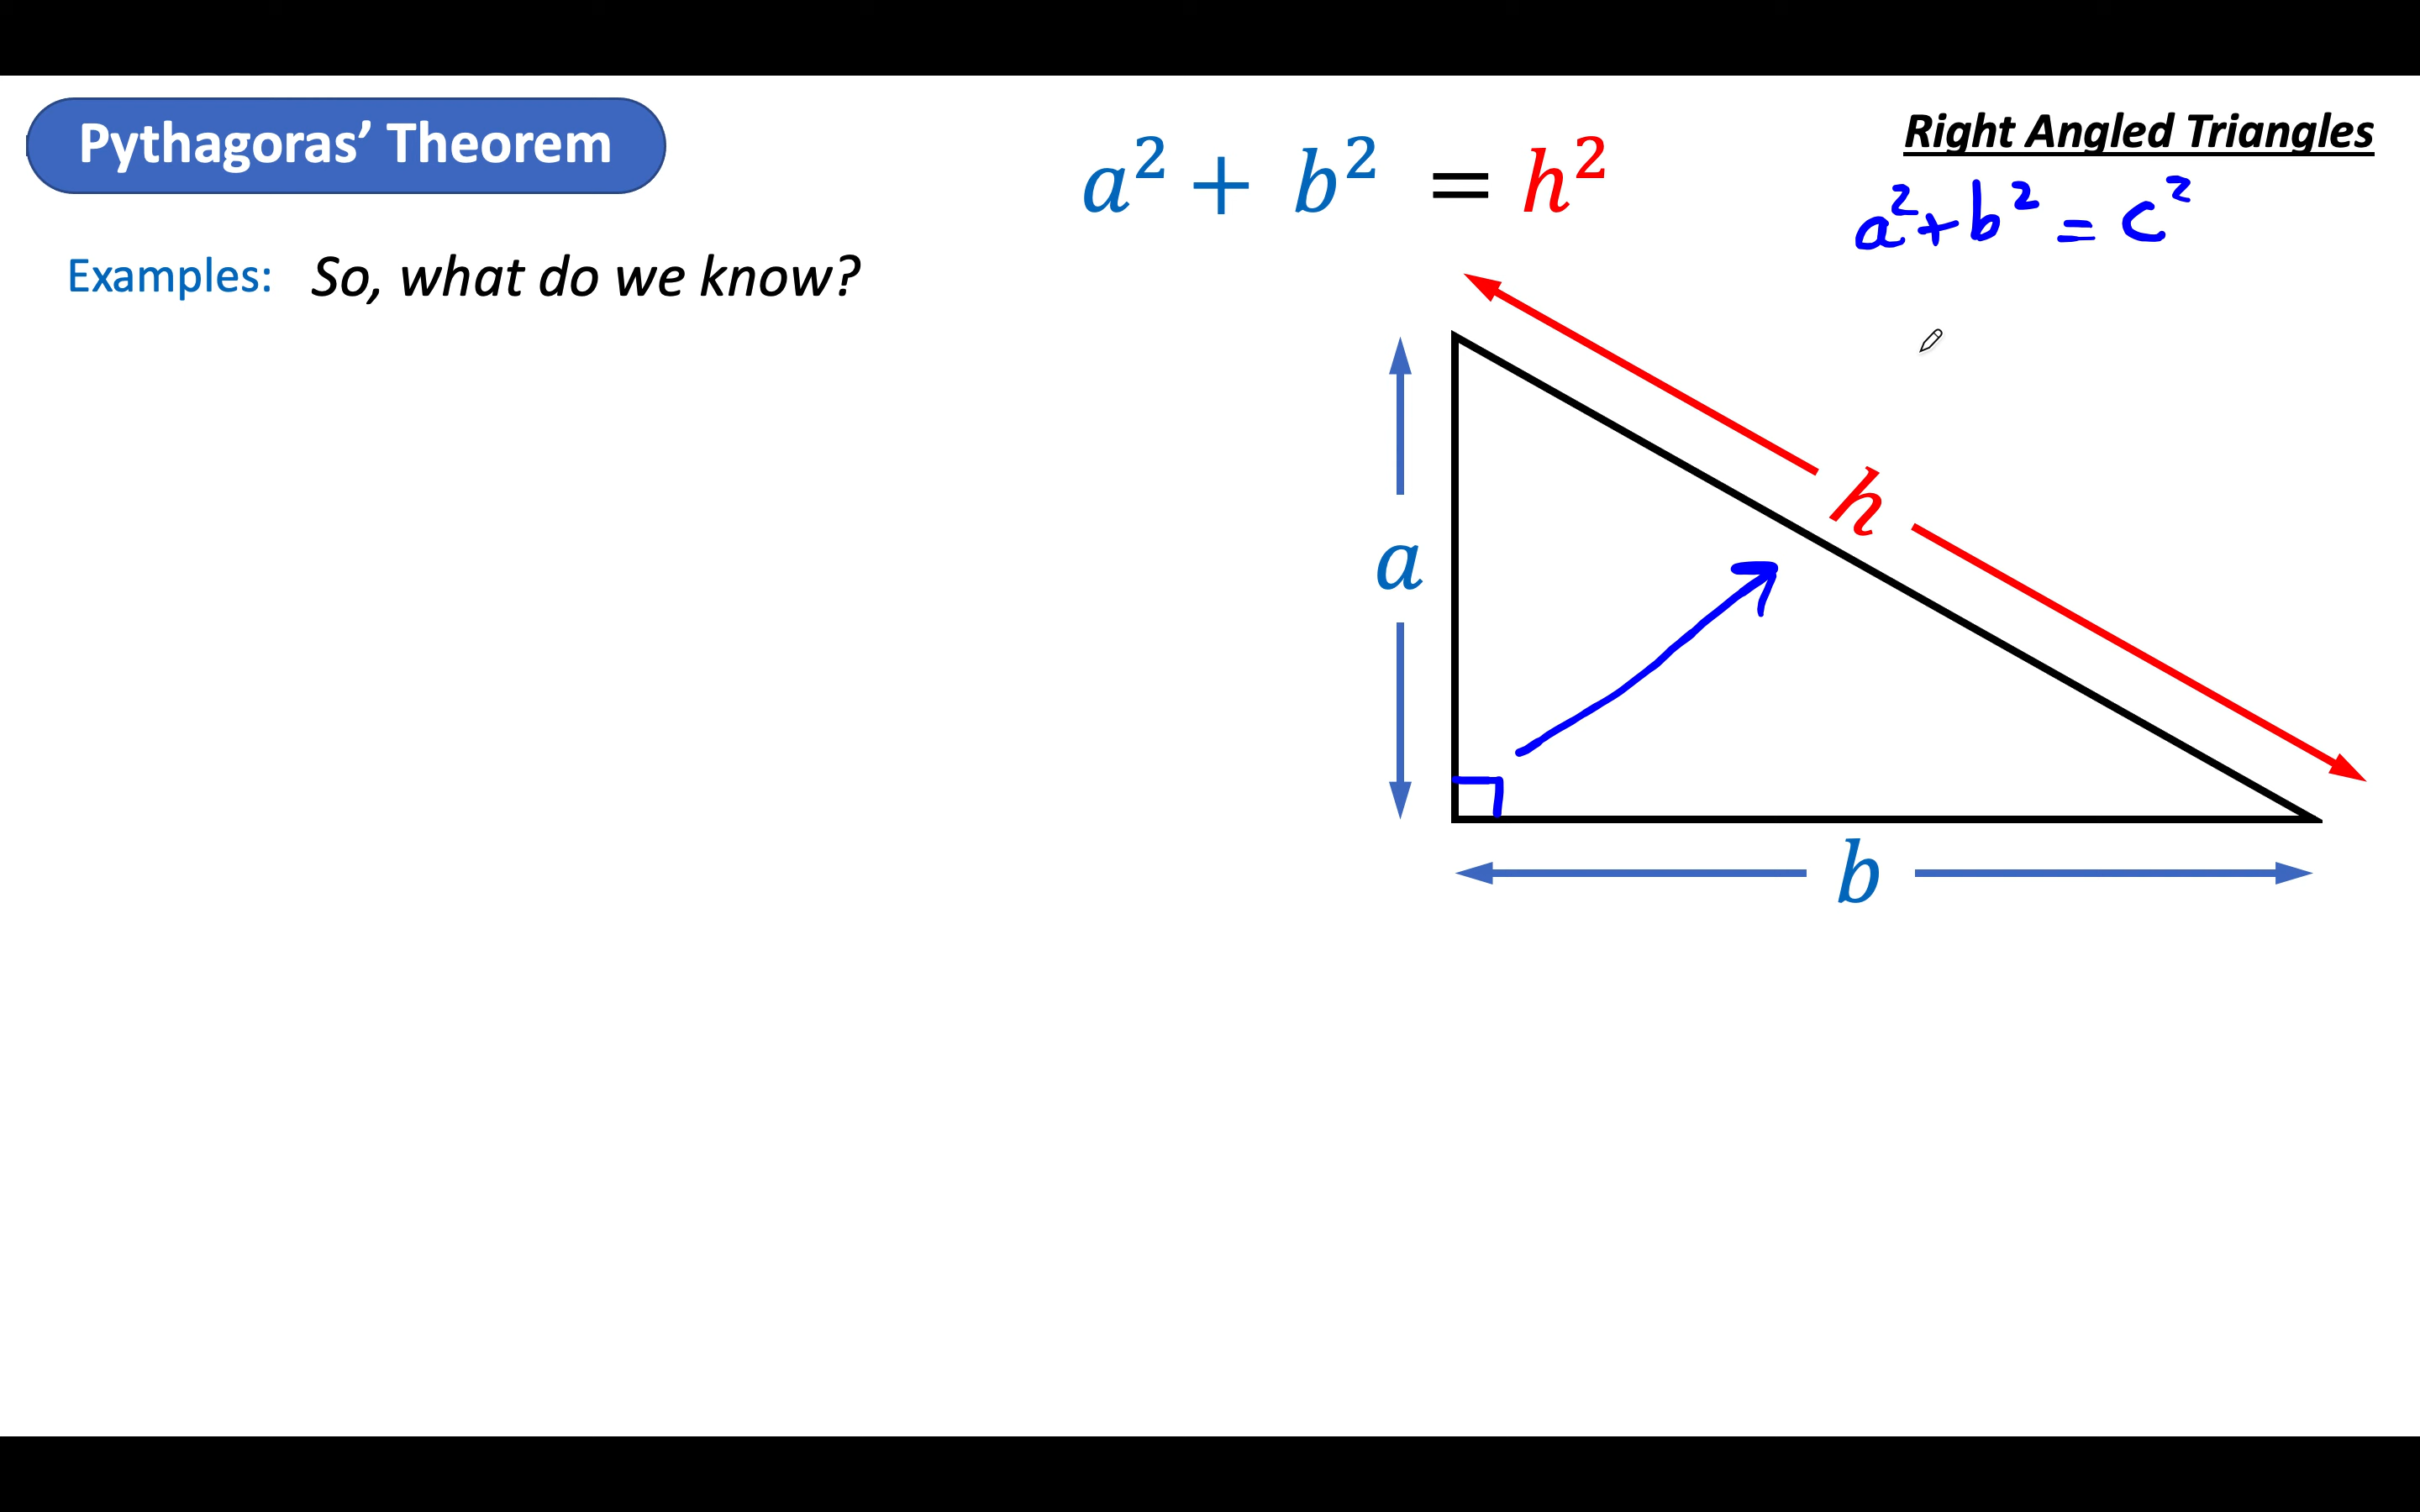 Pythagoras’ Theorem
a² + b² = h²
Right Angled Triangles
a² + b² = c²
Examples: So, what do we know?
h
a
b